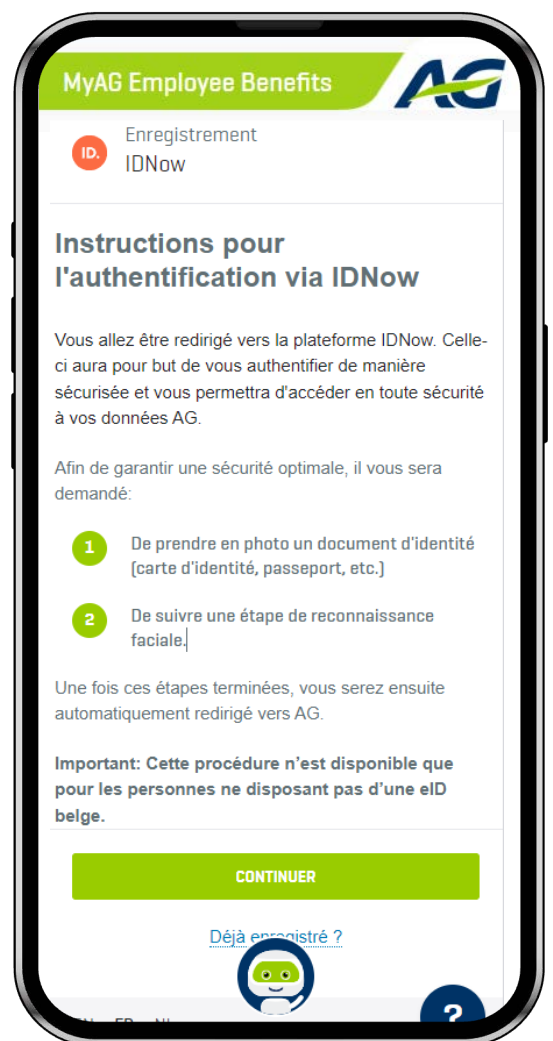 MyAG Employee Benefits
AG
ID.
Enregistrement
IDNow
Instructions pour
l'authentification via IDNow
Vous allez être redirigé vers la plateforme IDNow. Celle-
ci aura pour but de vous authentifier de manière
sécurisée et vous permettra d'accéder en toute sécurité
à vos données AG.
Afin de garantir une sécurité optimale, il vous sera
demandé:
1 De prendre en photo un document d'identité
(carte d'identité, passeport, etc.)
2 De suivre une étape de reconnaissance
faciale.
Une fois ces étapes terminées, vous serez ensuite
automatiquement redirigé vers AG.
Important: Cette procédure n’est disponible que
pour les personnes ne disposant pas d’une eID
belge.
CONTINUER
Déjà enregistré ?
?